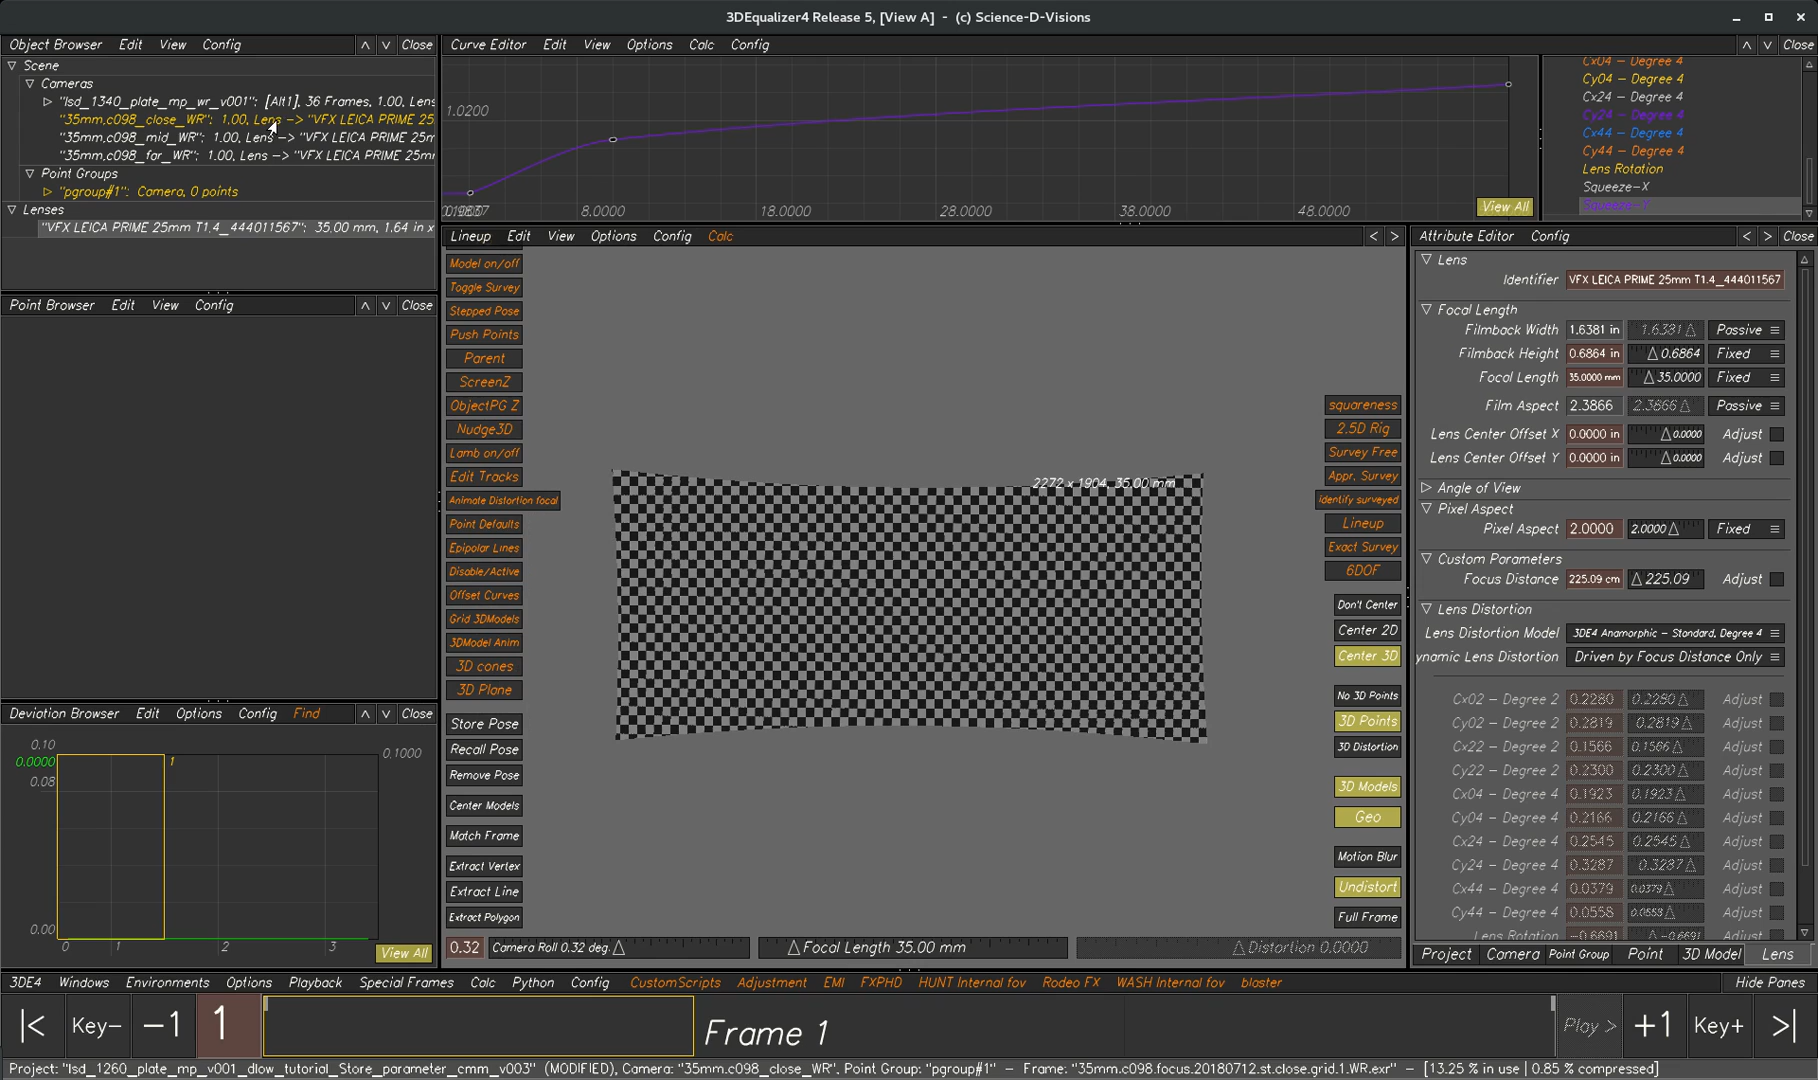 3DEqualizer4 Release 5, [View A]  -  (c) Science-D-Visions
Object Browser Edit View Config Close
Scene
Cameras
"lsd_1340_plate_mp_wr_v001": [Alt1], 36 Frames, 1.00, Lens
"35mm.c098_close_WR": 1.00, Lens -> "VFX LEICA PRIME 25
"35mm.c098_mid_WR": 1.00, Lens -> "VFX LEICA PRIME 25m
"35mm.c098_far_WR": 1.00, Lens -> "VFX LEICA PRIME 25mr
Point Groups
"pgroup#1": Camera, 0 points
Lenses
"VFX LEICA PRIME 25mm T1.4_444011567": 35.00 mm, 1.64 in x
Point Browser Edit View Config Close
Deviation Browser Edit Options Config Find Close
0.10
0.0000
0.08
0.00
1
0.1000
0 1 2 3
View All
Curve Editor Edit View Options Calc Config Close
1.0200
8.0000 18.0000 28.0000 38.0000 48.0000
View All
Cx04 - Degree 4
Cy04 - Degree 4
Cx24 - Degree 4
Cy24 - Degree 4
Cx44 - Degree 4
Cy44 - Degree 4
Lens Rotation
Squeeze-X
Squeeze-Y
Lineup Edit View Options Config Calc < >
Model on/off
Toggle Survey
Stepped Pose
Push Points
Parent
ScreenZ
ObjectPG Z
Nudge3D
Lamb on/off
Edit Tracks
Animate Distortion focal
Point Defaults
Epipolar Lines
Disable/Active
Offset Curves
Grid 3DModels
3DModel Anim
3D cones
3D Plane
Store Pose
Recall Pose
Remove Pose
Center Models
Match Frame
Extract Vertex
Extract Line
Extract Polygon
2272 x 1904, 35.00 mm
squareness
2.5D Rig
Survey Free
Appr. Survey
identify surveyed
Lineup
Exact Survey
6DOF
Don't Center
Center 2D
Center 3D
No 3D Points
3D Points
3D Distortion
3D Models
Geo
Motion Blur
Undistort
Full Frame
0.32 Camera Roll 0.32 deg. Focal Length 35.00 mm Distortion 0.0000
Attribute Editor Config < > Close
Lens
Identifier VFX LEICA PRIME 25mm T1.4_444011567
Focal Length
Filmback Width 1.6381 in 1.6381 Passive
Filmback Height 0.6864 in 0.6864 Fixed
Focal Length 35.0000 mm 35.0000 Fixed
Film Aspect 2.3866 2.3866 Passive
Lens Center Offset X 0.0000 in 0.0000 Adjust
Lens Center Offset Y 0.0000 in 0.0000 Adjust
Angle of View
Pixel Aspect
Pixel Aspect 2.0000 2.0000 Fixed
Custom Parameters
Focus Distance 225.09 cm 225.09 Adjust
Lens Distortion
Lens Distortion Model 3DE4 Anamorphic - Standard, Degree 4
ynamic Lens Distortion Driven by Focus Distance Only
Cx02 - Degree 2 0.2280 0.2280 Adjust
Cy02 - Degree 2 0.2819 0.2819 Adjust
Cx22 - Degree 2 0.1566 0.1566 Adjust
Cy22 - Degree 2 0.2300 0.2300 Adjust
Cx04 - Degree 4 0.1923 0.1923 Adjust
Cy04 - Degree 4 0.2166 0.2166 Adjust
Cx24 - Degree 4 0.2545 0.2545 Adjust
Cy24 - Degree 4 0.3287 0.3287 Adjust
Cx44 - Degree 4 0.0379 0.0379 Adjust
Cy44 - Degree 4 0.0558 0.0558 Adjust
Lens Rotation -0.6691 -0.6691 Adjust
Project Camera Point Group Point 3D Model Lens
3DE4 Windows Environments Options Playback Special Frames Calc Python Config CustomScripts Adjustment EMI FXPHD HUNT Internal fov Rodeo FX WASH Internal fov blaster Hide Panes
|< Key- -1 1 Frame 1 Play > +1 Key+ >|
Project: "lsd_1260_plate_mp_v001_dlow_tutorial_Store_parameter_cmm_v003" (MODIFIED), Camera: "35mm.c098_close_WR", Point Group: "pgroup#1" - Frame: "35mm.c098.focus.20180712.st.close.grid.1.WR.exr" - [13.25 % in use | 0.85 % compressed]